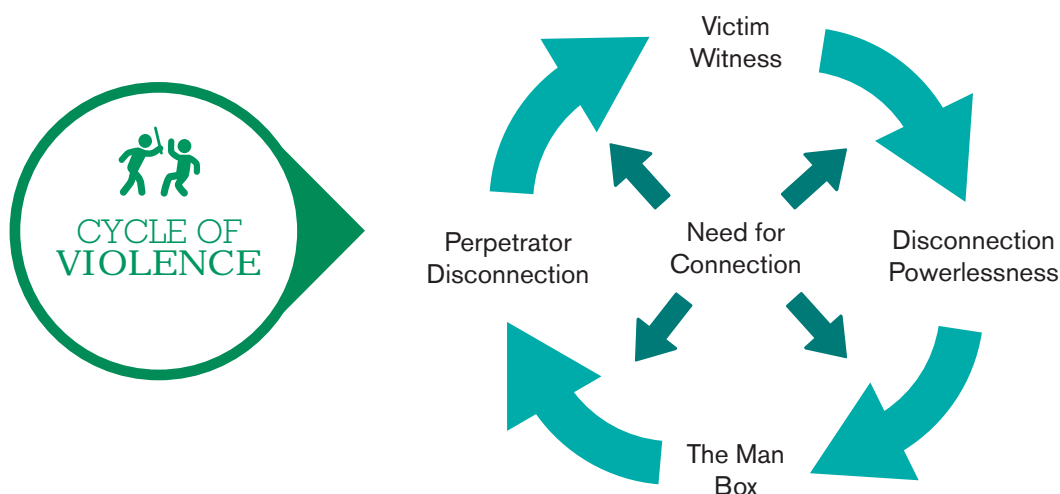 CYCLE OF
VIOLENCE
Victim
Witness
Disconnection
Powerlessness
The Man
Box
Perpetrator
Disconnection
Need for
Connection